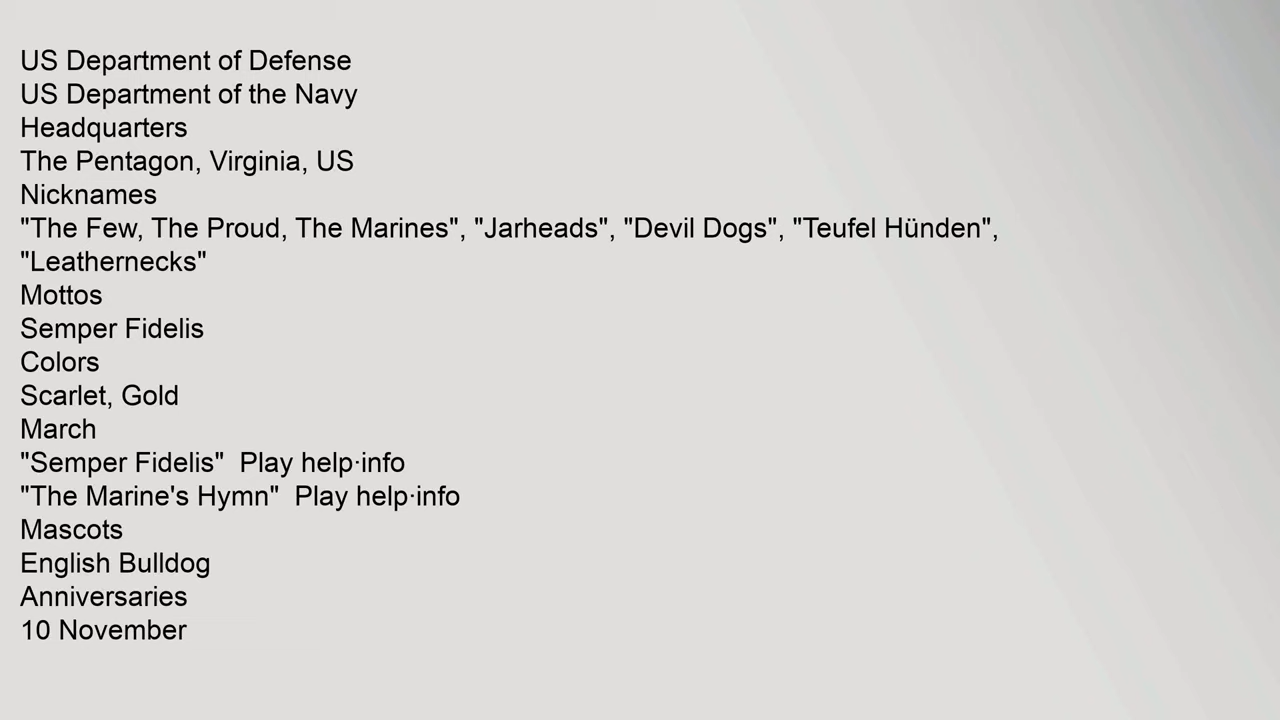 US Department of Defense
US Department of the Navy
Headquarters
The Pentagon, Virginia, US
Nicknames
"The Few, The Proud, The Marines", "Jarheads", "Devil Dogs", "Teufel Hünden",
"Leathernecks"
Mottos
Semper Fidelis
Colors
Scarlet, Gold
March
"Semper Fidelis"  Play help·info
"The Marine's Hymn"  Play help·info
Mascots
English Bulldog
Anniversaries
10 November